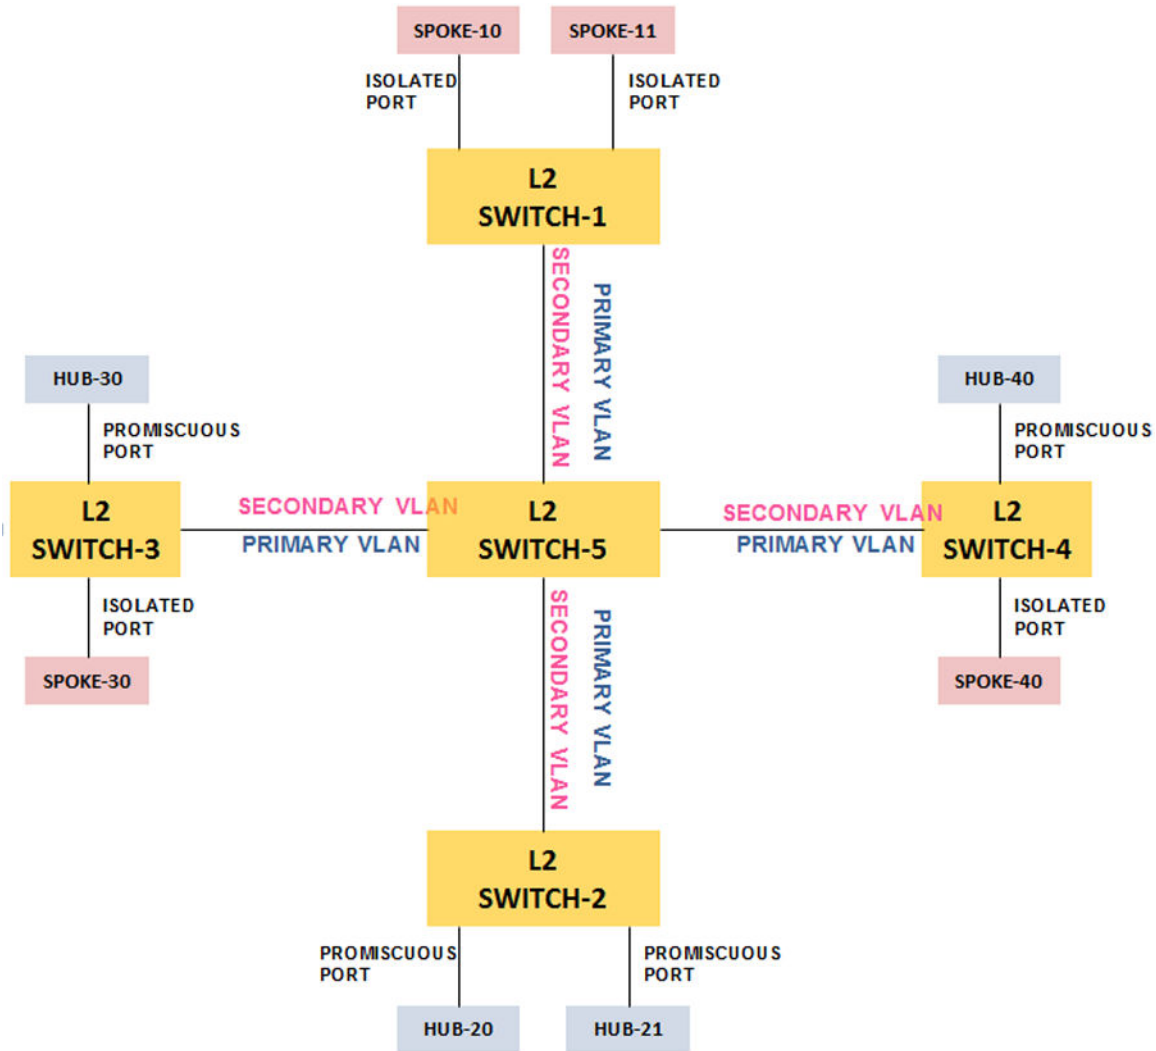 SPOKE-10
SPOKE-11
ISOLATED
PORT
ISOLATED
PORT
L2
SWITCH-1
SECONDARY VLAN
PRIMARY VLAN
HUB-30
HUB-40
PROMISCUOUS
PORT
PROMISCUOUS
PORT
L2
SWITCH-3
SECONDARY VLAN
PRIMARY VLAN
L2
SWITCH-5
SECONDARY VLAN
PRIMARY VLAN
L2
SWITCH-4
ISOLATED
PORT
ISOLATED
PORT
SECONDARY VLAN
PRIMARY VLAN
SPOKE-30
SPOKE-40
L2
SWITCH-2
PROMISCUOUS
PORT
PROMISCUOUS
PORT
HUB-20
HUB-21